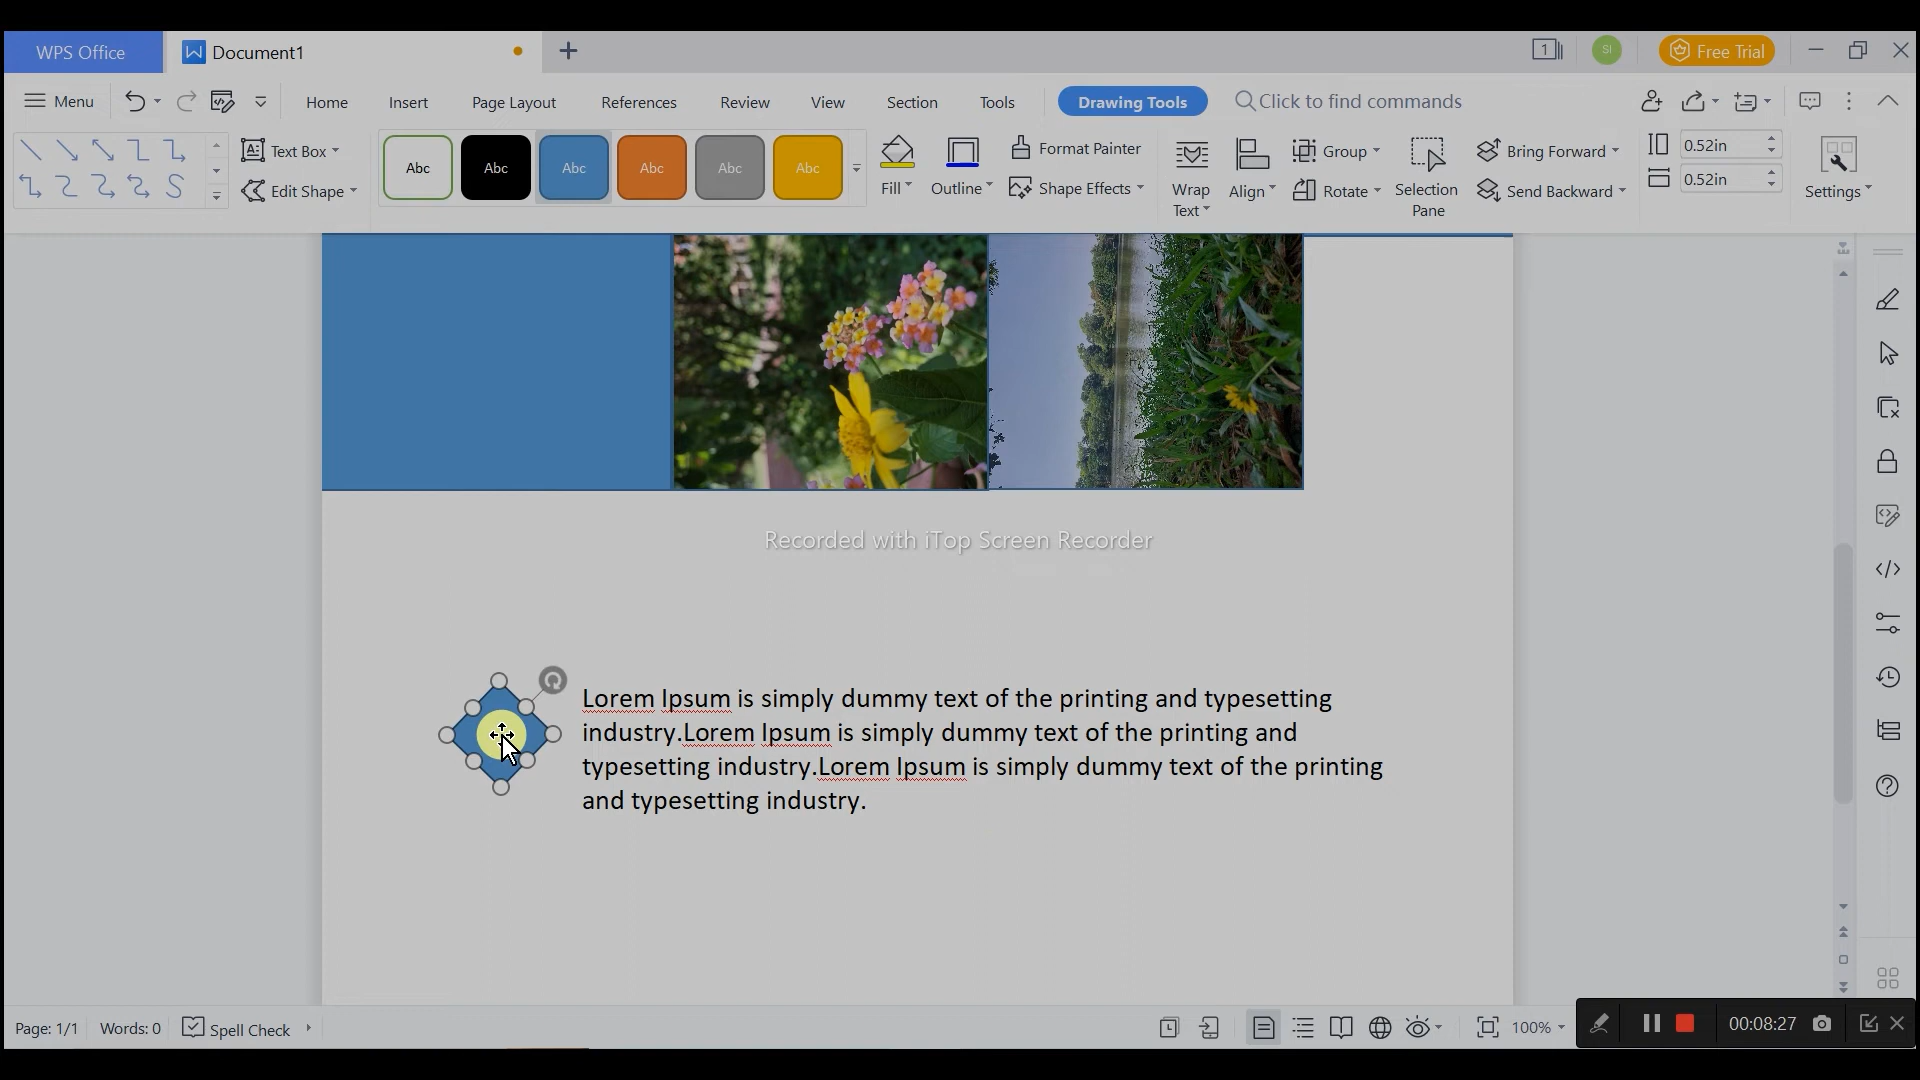 WPS Office
Document1
1
SI
Free Trial
Menu
Home
Insert
Page Layout
References
Review
View
Section
Tools
Drawing Tools
Click to find commands
Text Box
Edit Shape
Abc
Abc
Abc
Abc
Abc
Abc
Fill
Outline
Format Painter
Shape Effects
Wrap
Text
Align
Group
Rotate
Selection
Pane
Bring Forward
Send Backward
0.52in
0.52in
Settings
Recorded with iTop Screen Recorder
Lorem Ipsum is simply dummy text of the printing and typesetting
industry.Lorem Ipsum is simply dummy text of the printing and
typesetting industry.Lorem Ipsum is simply dummy text of the printing
and typesetting industry.
Page: 1/1
Words: 0
Spell Check
100%
00:08:27